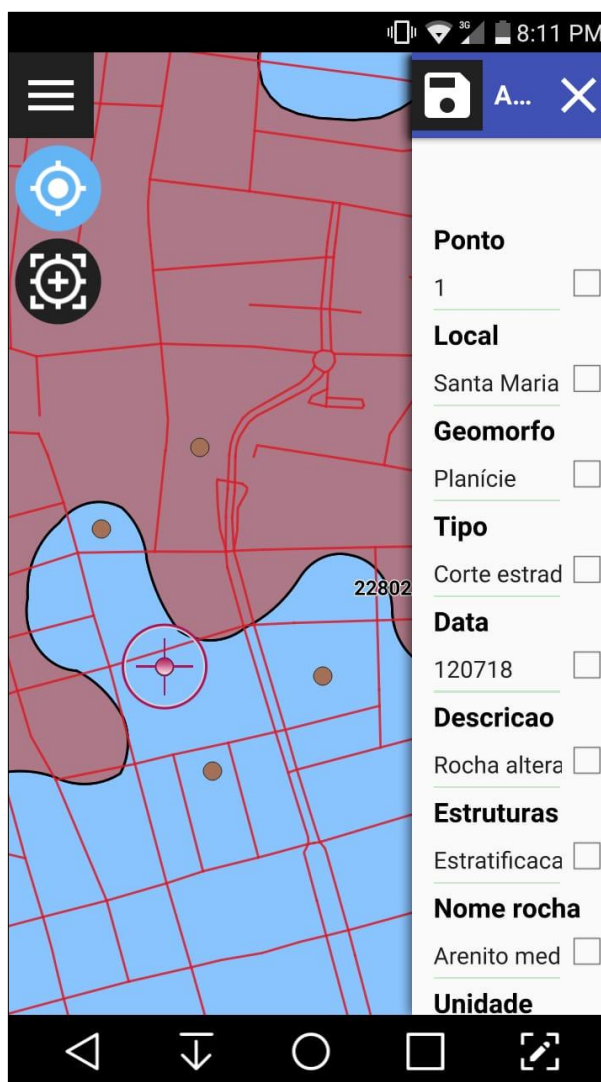 3G 8:11 PM
A...
Ponto
1
Local
Santa Maria
Geomorfo
Planície
Tipo
Corte estrad
22802
Data
120718
Descricao
Rocha altera
Estruturas
Estratificaca
Nome rocha
Arenito med
Unidade